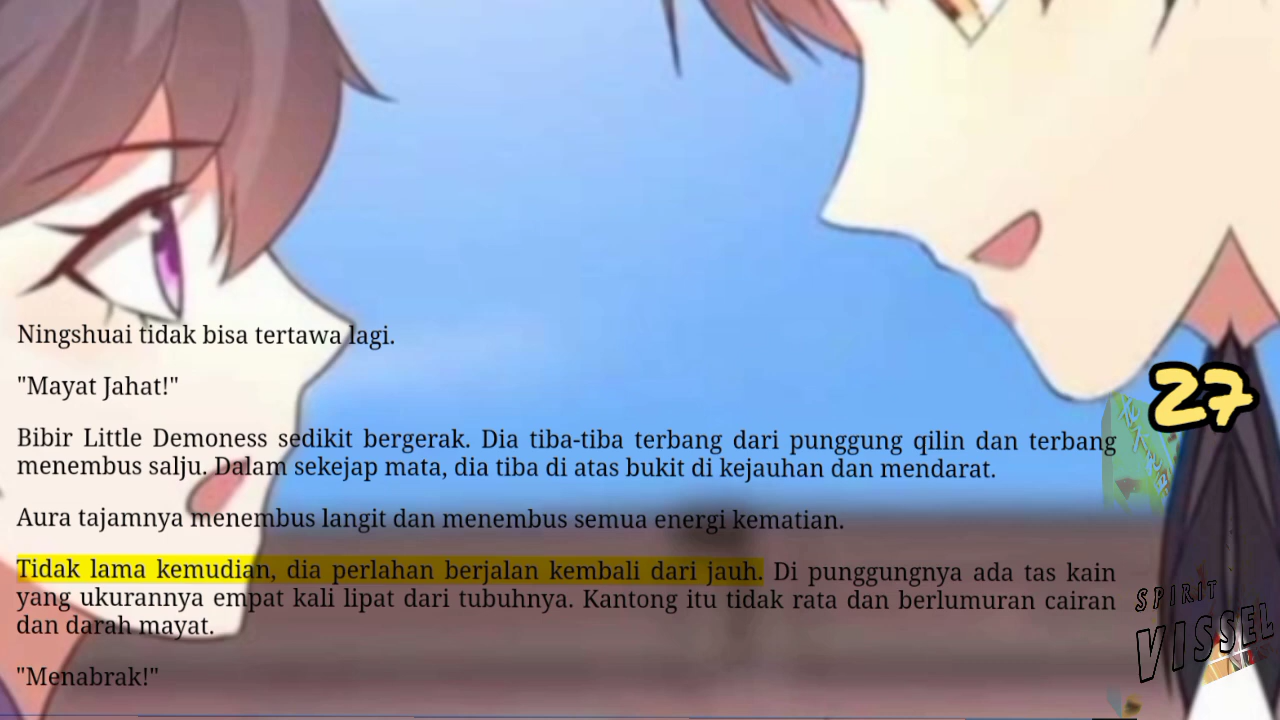 Ningshuai tidak bisa tertawa lagi.
"Mayat Jahat!"
Bibir Little Demoness sedikit bergerak. Dia tiba-tiba terbang dari punggung qilin dan terbang
menembus salju. Dalam sekejap mata, dia tiba di atas bukit di kejauhan dan mendarat.
Aura tajamnya menembus langit dan menembus semua energi kematian.
Tidak lama kemudian, dia perlahan berjalan kembali dari jauh. Di punggungnya ada tas kain
yang ukurannya empat kali lipat dari tubuhnya. Kantong itu tidak rata dan berlumuran cairan
dan darah mayat.
"Menabrak!"
27
SPIRIT
VISSEL